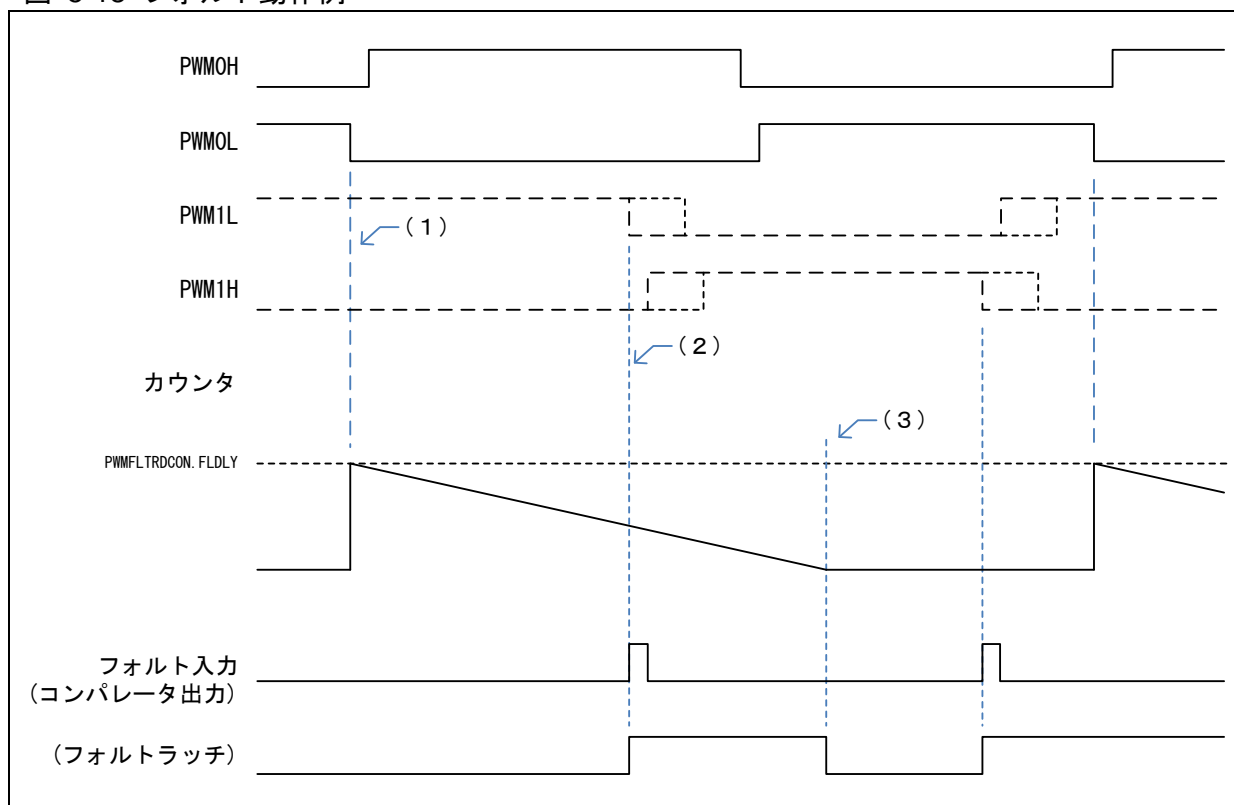 PWM0H
PWM0L
PWM1L
(1)
PWM1H
(2)
カウンタ
(3)
PWMFLTRDCON.FLDLY
フォルト入力
(コンパレータ出力)
(フォルトラッチ)